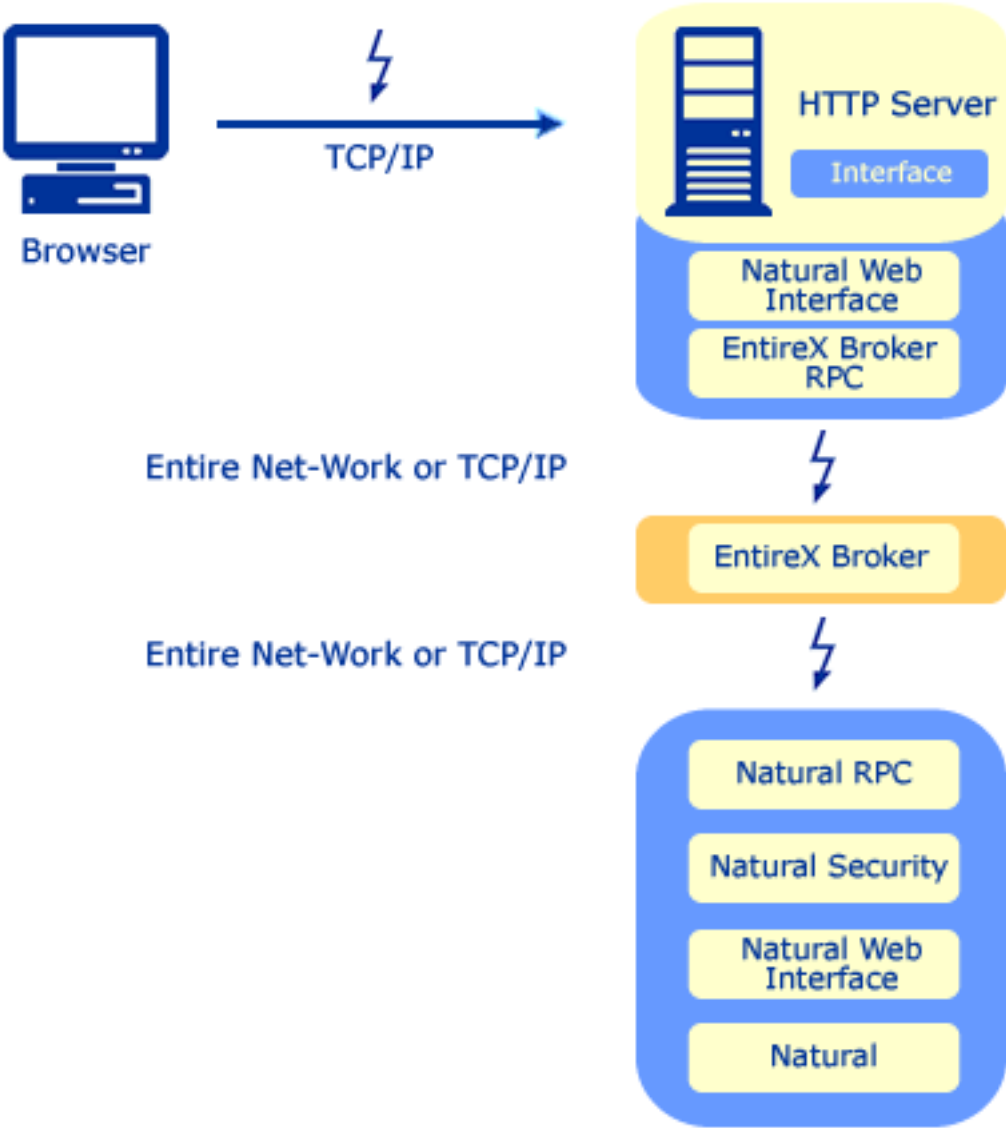 HTTP Server
TCP/IP
Interface
Browser
Natural Web
Interface
EntireX Broker
RPC
Entire Net-Work or TCP/IP
EntireX Broker
Entire Net-Work or TCP/IP
Natural RPC
Natural Security
Natural Web
Interface
Natural